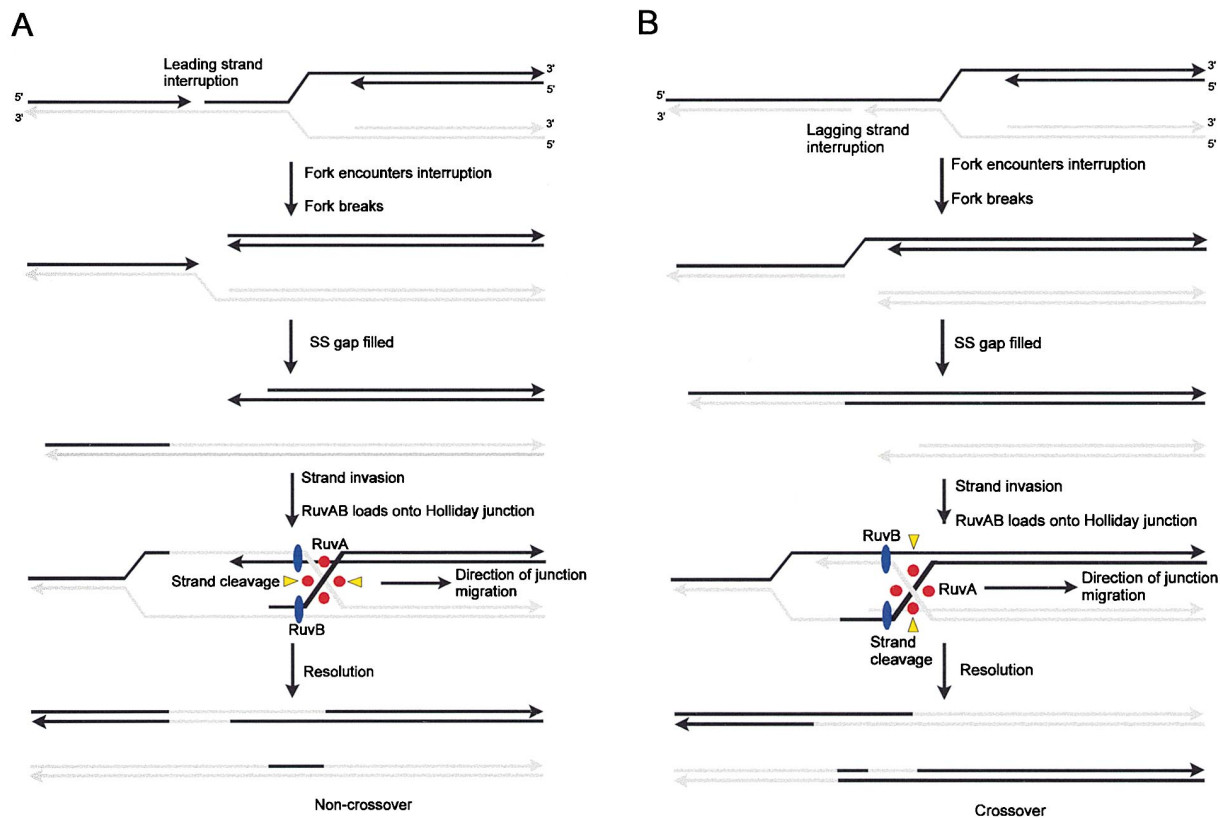 A
Leading strand
interruption
3'
5'
5'
3'
3'
5'
Fork encounters interruption
Fork breaks
SS gap filled
Strand invasion
RuvAB loads onto Holliday junction
RuvA
Strand cleavage
Direction of junction
migration
RuvB
Resolution
Non-crossover
B
3'
5'
5'
3'
Lagging strand
interruption
3'
5'
Fork encounters interruption
Fork breaks
SS gap filled
Strand invasion
RuvAB loads onto Holliday junction
RuvB
RuvA
Direction of junction
migration
Strand
cleavage
Resolution
Crossover